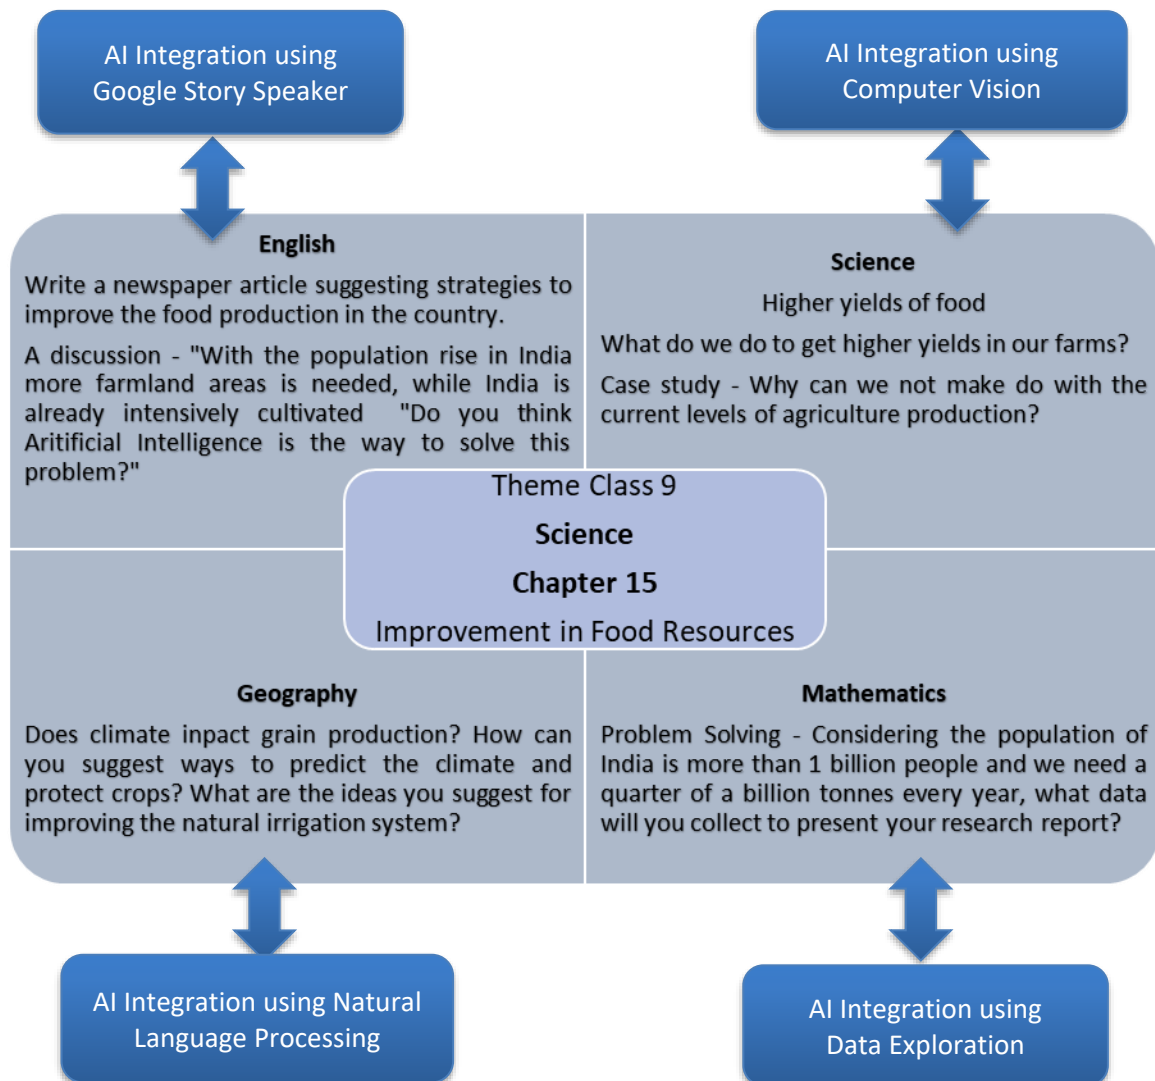 AI Integration using
Google Story Speaker
AI Integration using
Computer Vision
English
Write a newspaper article suggesting strategies to
improve the food production in the country.
A discussion - "With the population rise in India
more farmland areas is needed, while India is
already intensively cultivated "Do you think
Aritificial Intelligence is the way to solve this
problem?"
Science
Higher yields of food
What do we do to get higher yields in our farms?
Case study - Why can we not make do with the
current levels of agriculture production?
Theme Class 9
Science
Chapter 15
Improvement in Food Resources
Geography
Does climate inpact grain production? How can
you suggest ways to predict the climate and
protect crops? What are the ideas you suggest for
improving the natural irrigation system?
Mathematics
Problem Solving - Considering the population of
India is more than 1 billion people and we need a
quarter of a billion tonnes every year, what data
will you collect to present your research report?
AI Integration using Natural
Language Processing
AI Integration using
Data Exploration